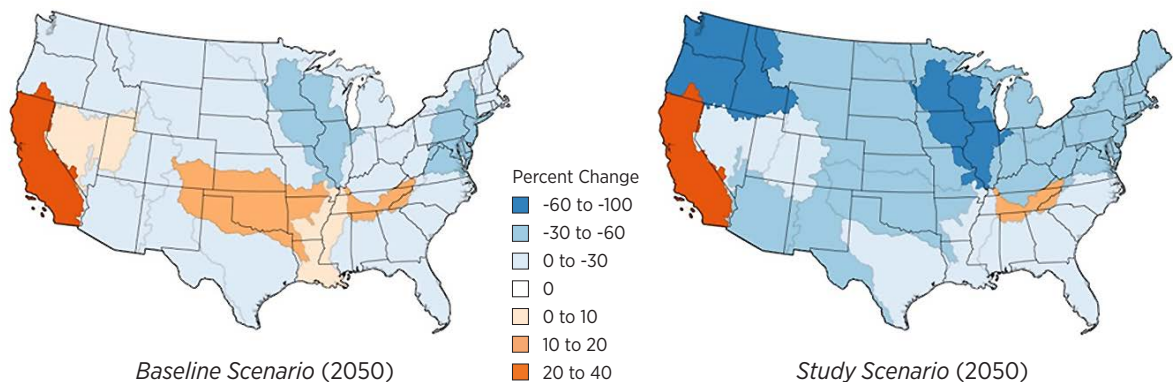 Percent Change
-60 to -100
-30 to -60
0 to -30
0
0 to 10
10 to 20
20 to 40
Baseline Scenario (2050)
Study Scenario (2050)